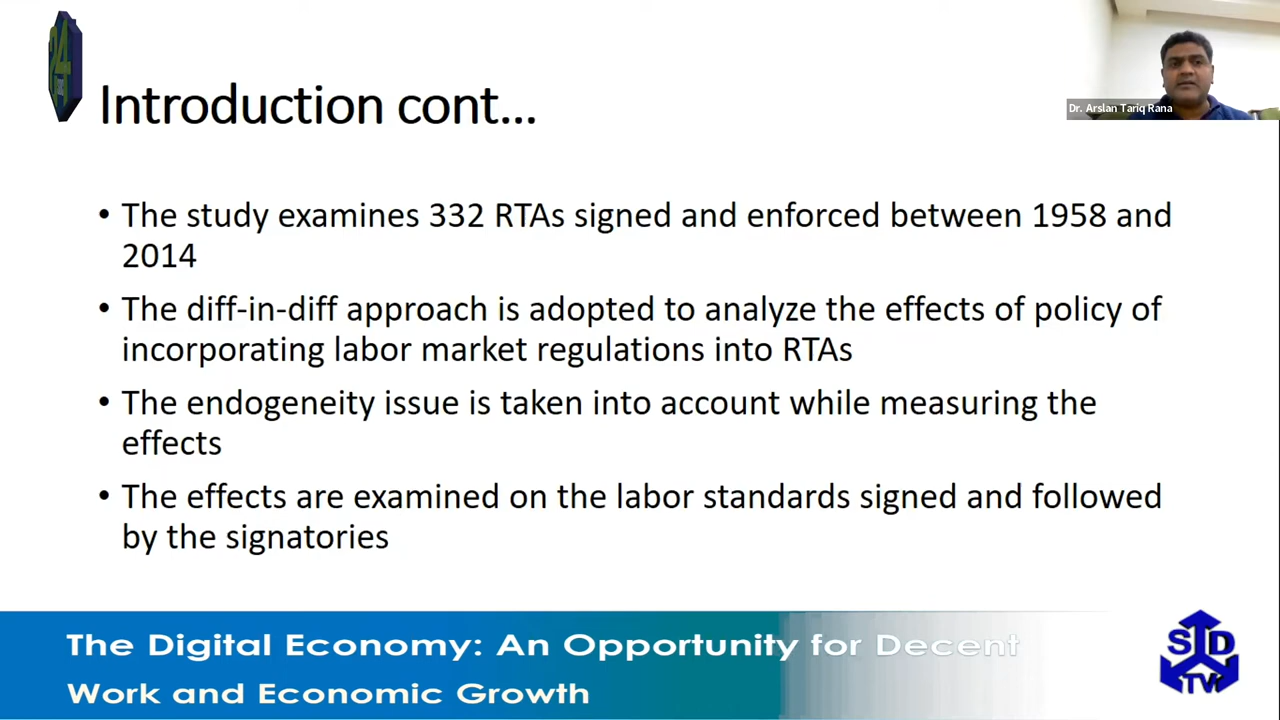 24
Introduction cont...
Dr. Arslan Tariq Rana
• The study examines 332 RTAs signed and enforced between 1958 and
2014
• The diff-in-diff approach is adopted to analyze the effects of policy of
incorporating labor market regulations into RTAs
• The endogeneity issue is taken into account while measuring the
effects
• The effects are examined on the labor standards signed and followed
by the signatories
The Digital Economy: An Opportunity for Decent
Work and Economic Growth
SD
TV